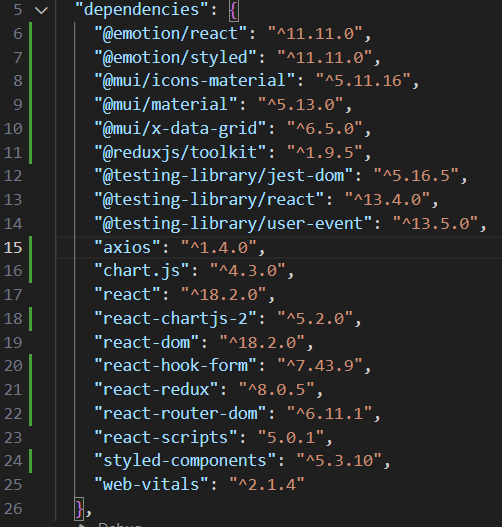 5 "dependencies": {
6 "@emotion/react": "^11.11.0",
7 "@emotion/styled": "^11.11.0",
8 "@mui/icons-material": "^5.11.16",
9 "@mui/material": "^5.13.0",
10 "@mui/x-data-grid": "^6.5.0",
11 "@reduxjs/toolkit": "^1.9.5",
12 "@testing-library/jest-dom": "^5.16.5",
13 "@testing-library/react": "^13.4.0",
14 "@testing-library/user-event": "^13.5.0",
15 "axios": "^1.4.0",
16 "chart.js": "^4.3.0",
17 "react": "^18.2.0",
18 "react-chartjs-2": "^5.2.0",
19 "react-dom": "^18.2.0",
20 "react-hook-form": "^7.43.9",
21 "react-redux": "^8.0.5",
22 "react-router-dom": "^6.11.1",
23 "react-scripts": "5.0.1",
24 "styled-components": "^5.3.10",
25 "web-vitals": "^2.1.4"
26 },
Debug